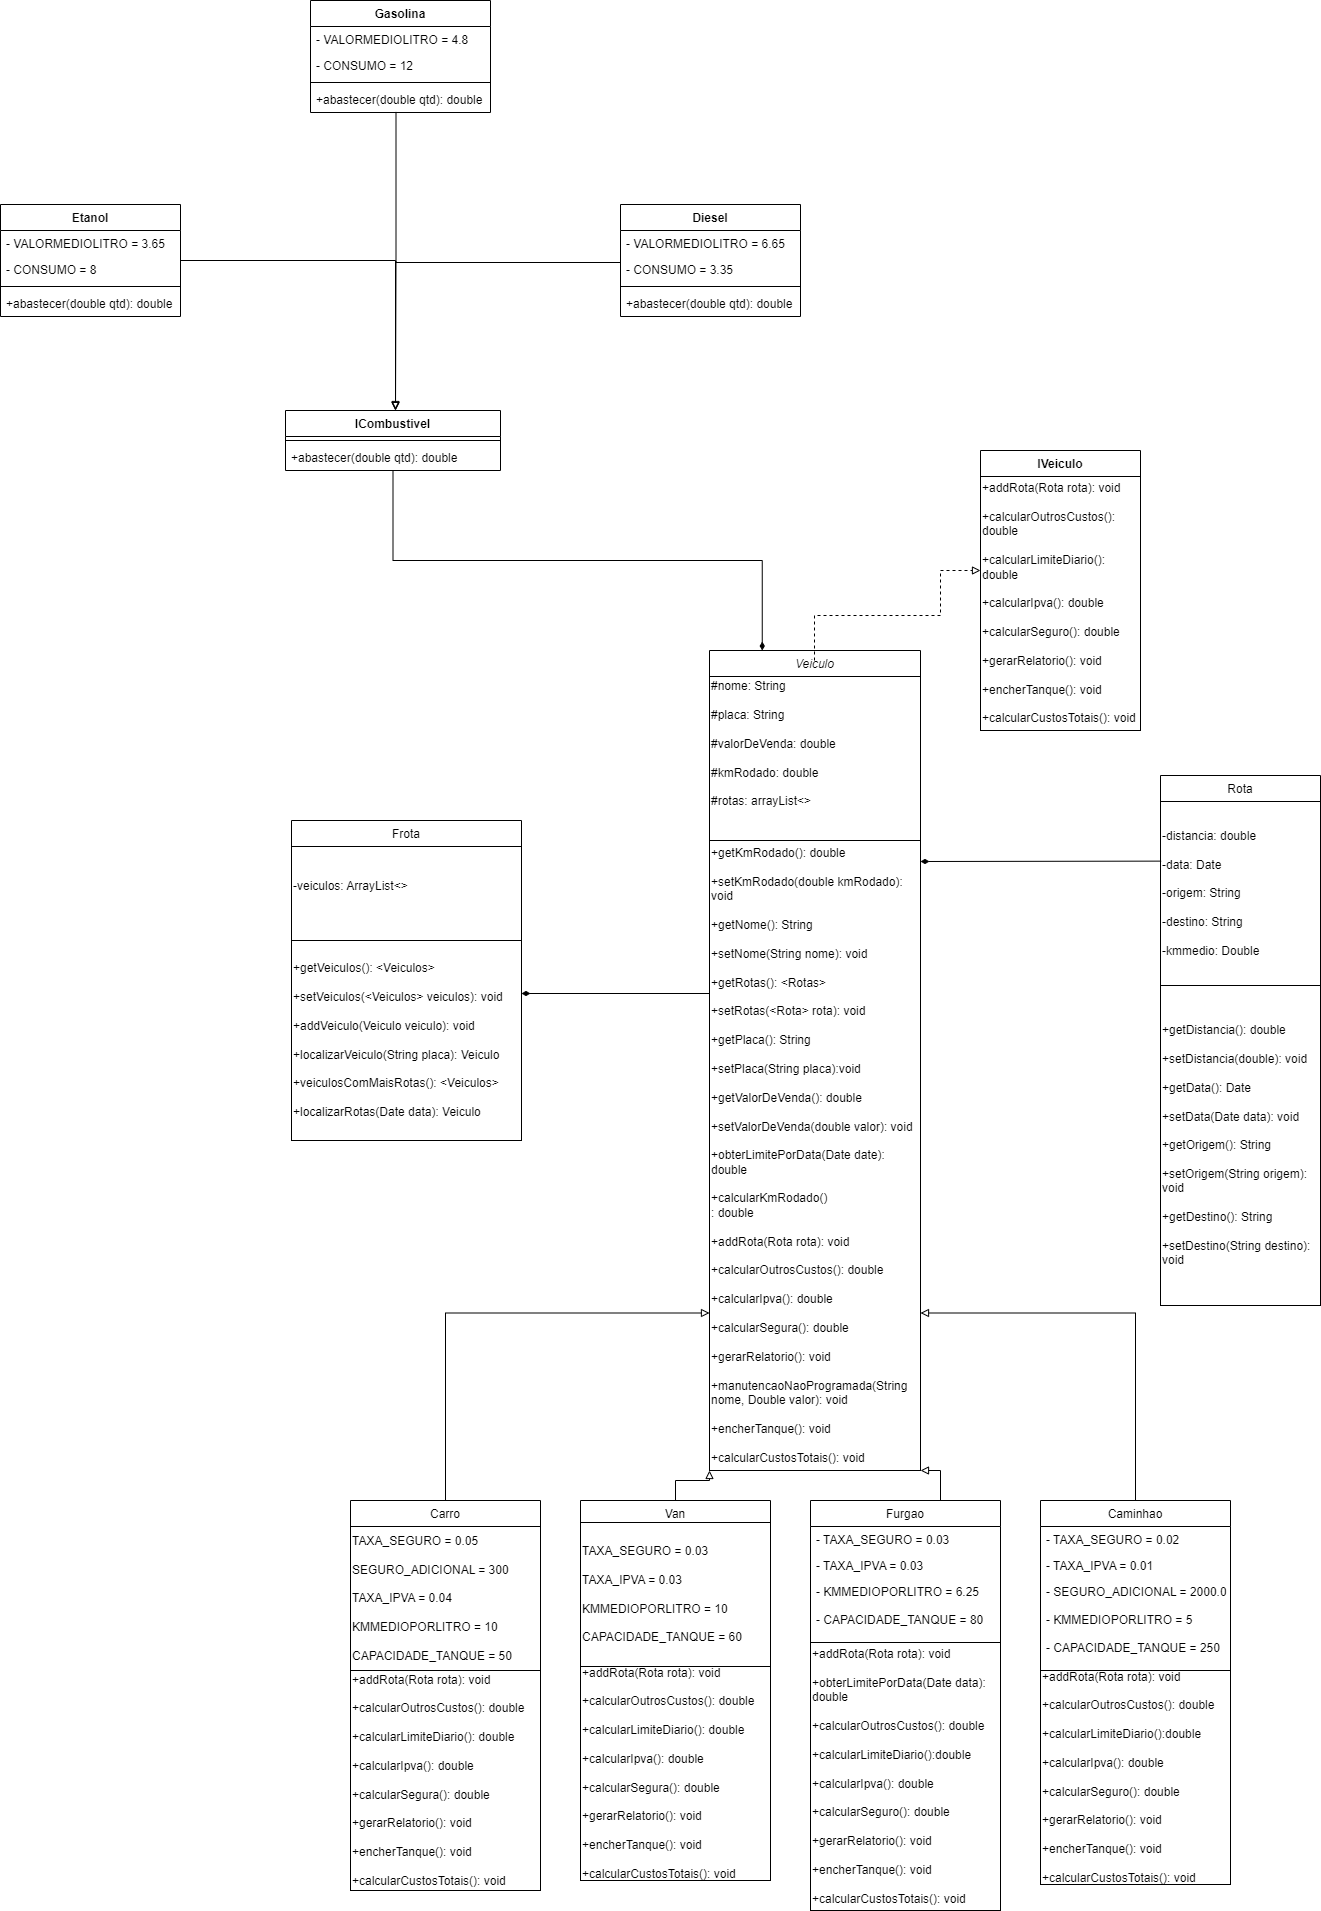 Gasolina
- VALORMEDIOLITRO = 4.8
- CONSUMO = 12
+abastecer(double qtd): double
Etanol
- VALORMEDIOLITRO = 3.65
- CONSUMO = 8
+abastecer(double qtd): double
Diesel
- VALORMEDIOLITRO = 6.65
- CONSUMO = 3.35
+abastecer(double qtd): double
ICombustivel
+abastecer(double qtd): double
IVeiculo
+addRota(Rota rota): void
+calcularOutrosCustos():
double
+calcularLimiteDiario():
double
+calcularIpva(): double
+calcularSeguro(): double
+gerarRelatorio(): void
+encherTanque(): void
+calcularCustosTotais(): void
Veiculo
#nome: String
#placa: String
#valorDeVenda: double
#kmRodado: double
#rotas: arrayList<>
+getKmRodado(): double
+setKmRodado(double kmRodado):
void
+getNome(): String
+setNome(String nome): void
+getRotas(): <Rotas>
+setRotas(<Rota> rota): void
+getPlaca(): String
+setPlaca(String placa):void
+getValorDeVenda(): double
+setValorDeVenda(double valor): void
+obterLimitePorData(Date date):
double
+calcularKmRodado()
: double
+addRota(Rota rota): void
+calcularOutrosCustos(): double
+calcularIpva(): double
+calcularSegura(): double
+gerarRelatorio(): void
+manutencaoNaoProgramada(String
nome, Double valor): void
+encherTanque(): void
+calcularCustosTotais(): void
Frota
-veiculos: ArrayList<>
+getVeiculos(): <Veiculos>
+setVeiculos(<Veiculos> veiculos): void
+addVeiculo(Veiculo veiculo): void
+localizarVeiculo(String placa): Veiculo
+veiculosComMaisRotas(): <Veiculos>
+localizarRotas(Date data): Veiculo
Rota
-distancia: double
-data: Date
-origem: String
-destino: String
-kmmedio: Double
+getDistancia(): double
+setDistancia(double): void
+getData(): Date
+setData(Date data): void
+getOrigem(): String
+setOrigem(String origem):
void
+getDestino(): String
+setDestino(String destino):
void
Carro
TAXA_SEGURO = 0.05
SEGURO_ADICIONAL = 300
TAXA_IPVA = 0.04
KMMEDIOPORLITRO = 10
CAPACIDADE_TANQUE = 50
+addRota(Rota rota): void
+calcularOutrosCustos(): double
+calcularLimiteDiario(): double
+calcularIpva(): double
+calcularSegura(): double
+gerarRelatorio(): void
+encherTanque(): void
+calcularCustosTotais(): void
Van
TAXA_SEGURO = 0.03
TAXA_IPVA = 0.03
KMMEDIOPORLITRO = 10
CAPACIDADE_TANQUE = 60
+addRota(Rota rota): void
+calcularOutrosCustos(): double
+calcularLimiteDiario(): double
+calcularIpva(): double
+calcularSegura(): double
+gerarRelatorio(): void
+encherTanque(): void
+calcularCustosTotais(): void
Furgao
- TAXA_SEGURO = 0.03
- TAXA_IPVA = 0.03
- KMMEDIOPORLITRO = 6.25
- CAPACIDADE_TANQUE = 80
+addRota(Rota rota): void
+obterLimitePorData(Date data):
double
+calcularOutrosCustos(): double
+calcularLimiteDiario():double
+calcularIpva(): double
+calcularSeguro(): double
+gerarRelatorio(): void
+encherTanque(): void
+calcularCustosTotais(): void
Caminhao
- TAXA_SEGURO = 0.02
- TAXA_IPVA = 0.01
- SEGURO_ADICIONAL = 2000.0
- KMMEDIOPORLITRO = 5
- CAPACIDADE_TANQUE = 250
+addRota(Rota rota): void
+calcularOutrosCustos(): double
+calcularLimiteDiario():double
+calcularIpva(): double
+calcularSeguro(): double
+gerarRelatorio(): void
+encherTanque(): void
+calcularCustosTotais(): void